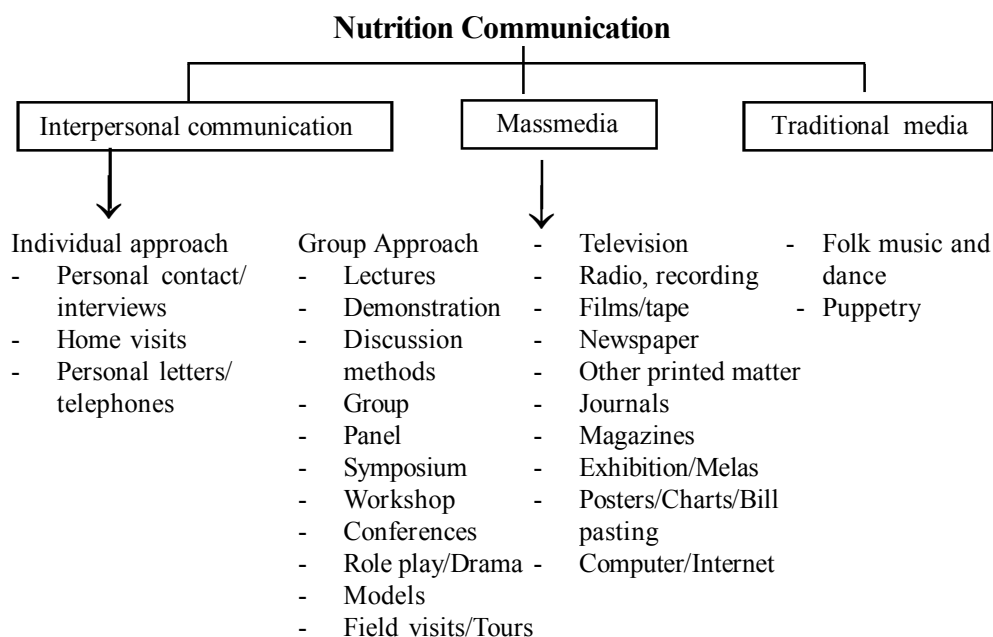 Nutrition Communication
Interpersonal communication
Massmedia
Traditional media
Individual approach
- Personal contact/
interviews
- Home visits
- Personal letters/
telephones
Group Approach
- Lectures
- Demonstration
- Discussion
methods
- Group
- Panel
- Symposium
- Workshop
- Conferences
- Role play/Drama
- Models
- Field visits/Tours
- Television
- Radio, recording
- Films/tape
- Newspaper
- Other printed matter
- Journals
- Magazines
- Exhibition/Melas
- Posters/Charts/Bill
pasting
- Computer/Internet
- Folk music and
dance
- Puppetry